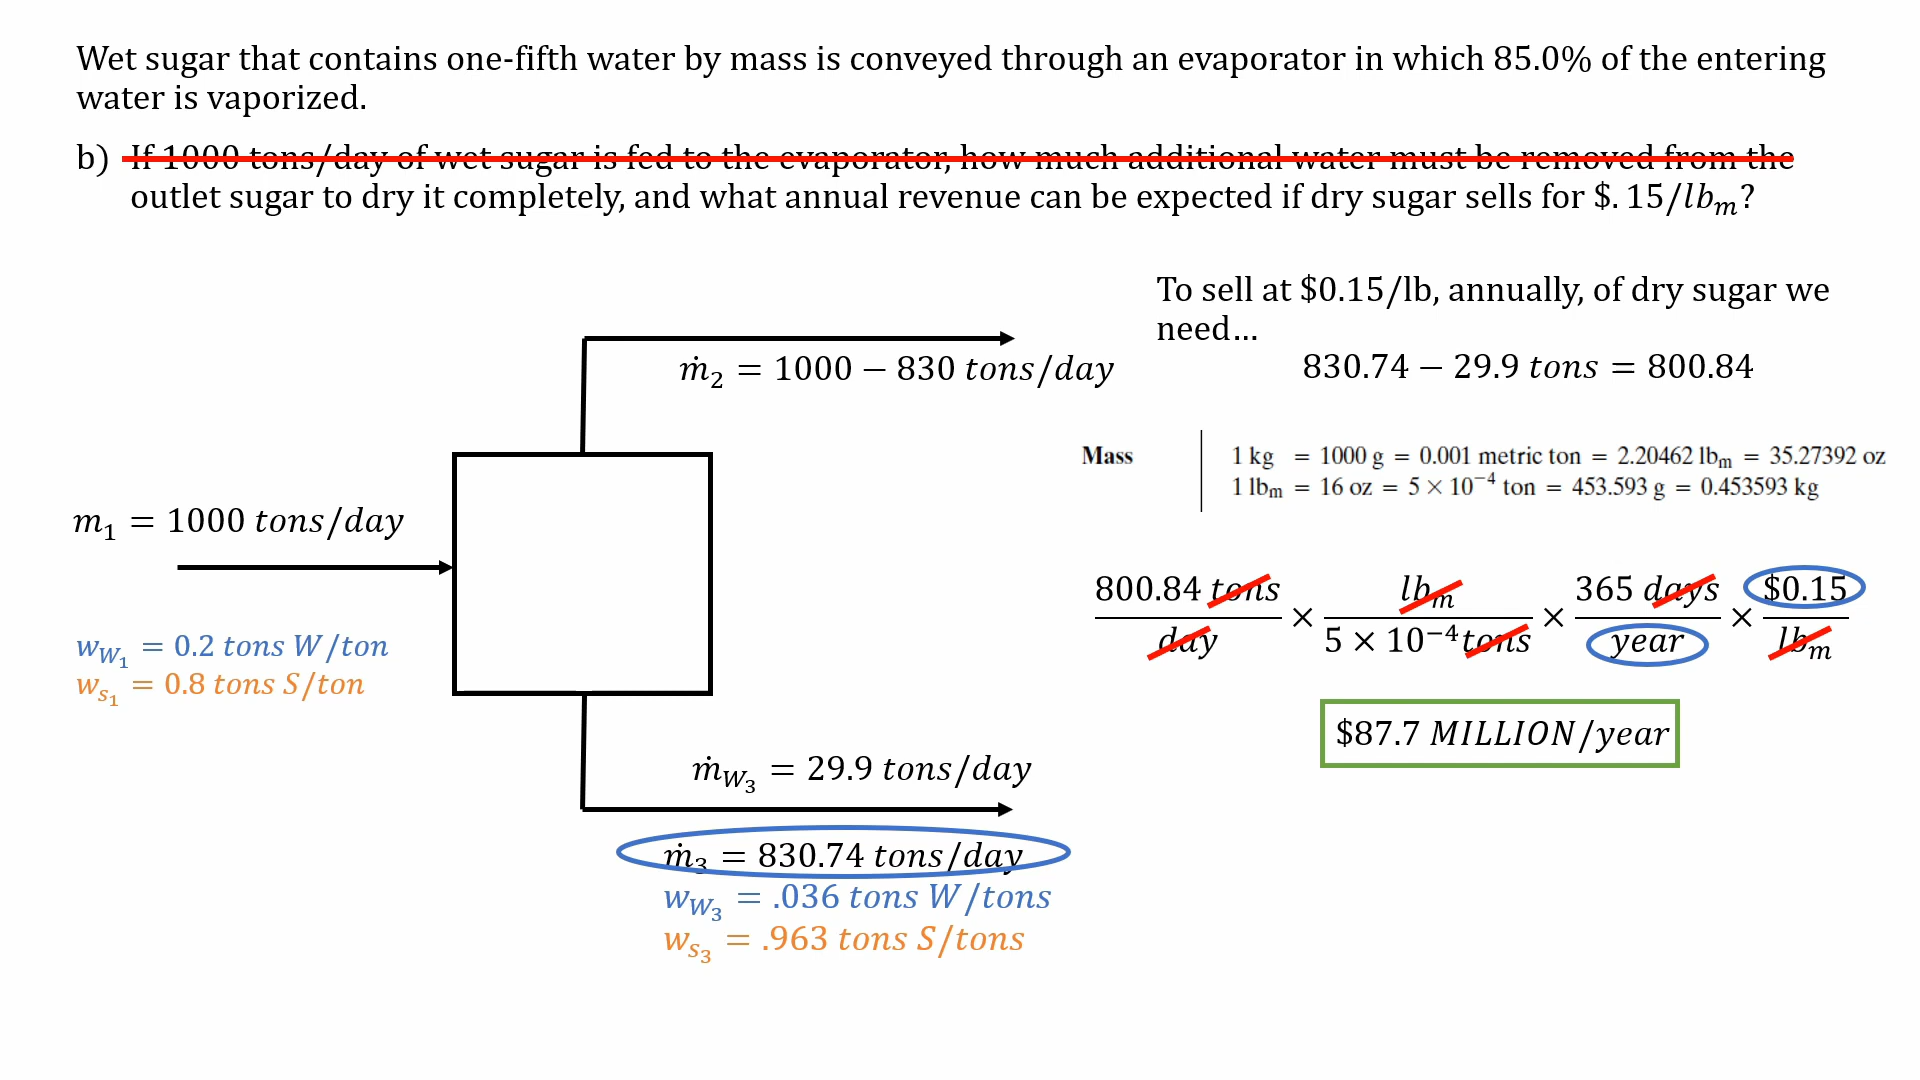 Wet sugar that contains one-fifth water by mass is conveyed through an evaporator in which 85.0% of the entering
water is vaporized.
b) If 1000 tons/day of wet sugar is fed to the evaporator, how much additional water must be removed from the
outlet sugar to dry it completely, and what annual revenue can be expected if dry sugar sells for $. 15/lbₘ?
To sell at $0.15/lb, annually, of dry sugar we
need…
830.74 − 29.9 tons = 800.84
ṁ₂ = 1000 − 830 tons/day
Mass
1 kg = 1000 g = 0.001 metric ton = 2.20462 lbₘ = 35.27392 oz
1 lbₘ = 16 oz = 5 × 10⁻⁴ ton = 453.593 g = 0.453593 kg
m₁ = 1000 tons/day
w_W₁ = 0.2 tons W/ton
w_s₁ = 0.8 tons S/ton
800.84 tons/day × lbₘ/5 × 10⁻⁴tons × 365 days/year × $0.15/lbₘ
$87.7 MILLION/year
ṁ_W₃ = 29.9 tons/day
ṁ₃ = 830.74 tons/day
w_W₃ = .036 tons W/tons
w_S₃ = .963 tons S/tons